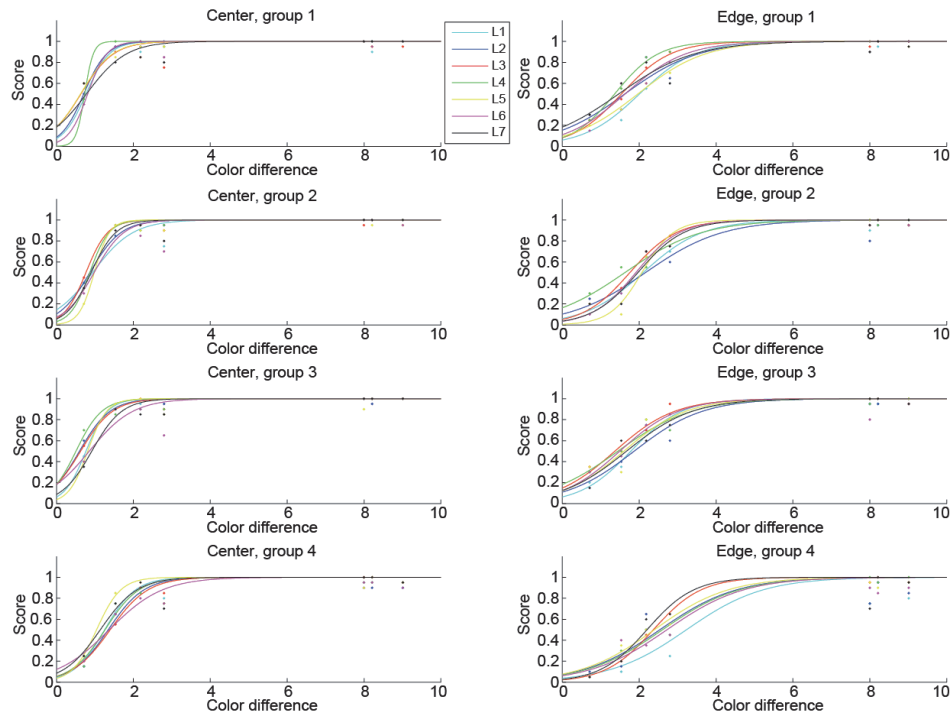 Center, group 1
Score
1
0.8
0.6
0.4
0.2
0
0 2 4 6 8 10
Color difference
L1
L2
L3
L4
L5
L6
L7
Edge, group 1
Score
1
0.8
0.6
0.4
0.2
0
0 2 4 6 8 10
Color difference
Center, group 2
Score
1
0.8
0.6
0.4
0.2
0
0 2 4 6 8 10
Color difference
Edge, group 2
Score
1
0.8
0.6
0.4
0.2
0
0 2 4 6 8 10
Color difference
Center, group 3
Score
1
0.8
0.6
0.4
0.2
0
0 2 4 6 8 10
Color difference
Edge, group 3
Score
1
0.8
0.6
0.4
0.2
0
0 2 4 6 8 10
Color difference
Center, group 4
Score
1
0.8
0.6
0.4
0.2
0
0 2 4 6 8 10
Color difference
Edge, group 4
Score
1
0.8
0.6
0.4
0.2
0
0 2 4 6 8 10
Color difference